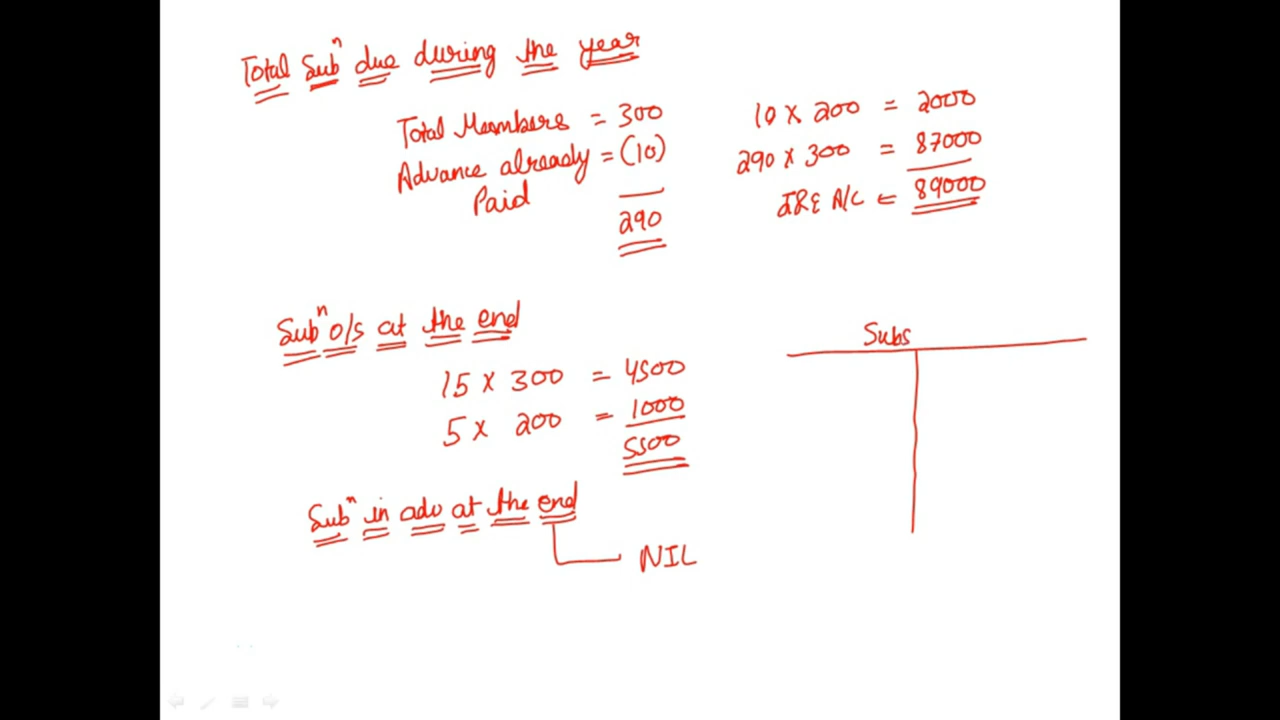 Total Subⁿ due during the year
Total Members = 300
Advance already = (10)
Paid
290
10 x 200 = 2000
290 x 300 = 87000
I&E A/C = 89000
Subⁿ o/s at the end
15 x 300 = 4500
5 x 200 = 1000
5500
Subⁿ in adv at the end
NIL
Subs